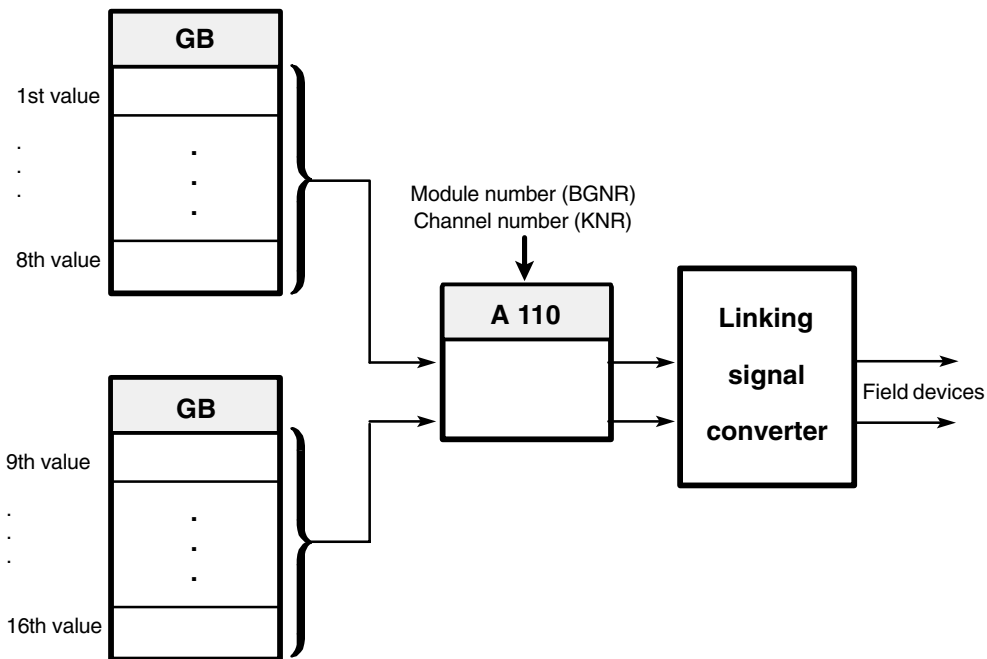 GB
1st value
.
.
.
.
.
.
8th value
Module number (BGNR)
Channel number (KNR)
A 110
Linking
signal
converter
Field devices
GB
9th value
.
.
.
.
.
.
16th value